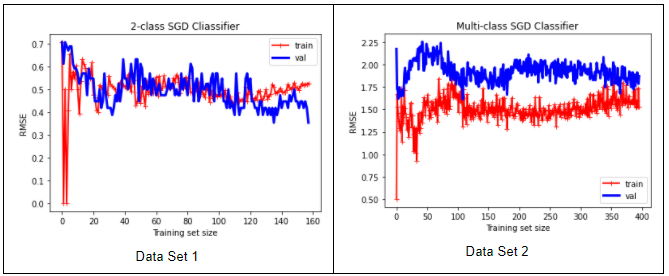 2-class SGD Cliassifier
train
val
0.7
0.6
0.5
0.4
0.3
0.2
0.1
0.0
RMSE
0 20 40 60 80 100 120 140 160
Training set size
Data Set 1
Multi-class SGD Classifier
2.25
2.00
1.75
1.50
1.25
1.00
0.75
0.50
RMSE
train
val
0 50 100 150 200 250 300 350 400
Training set size
Data Set 2